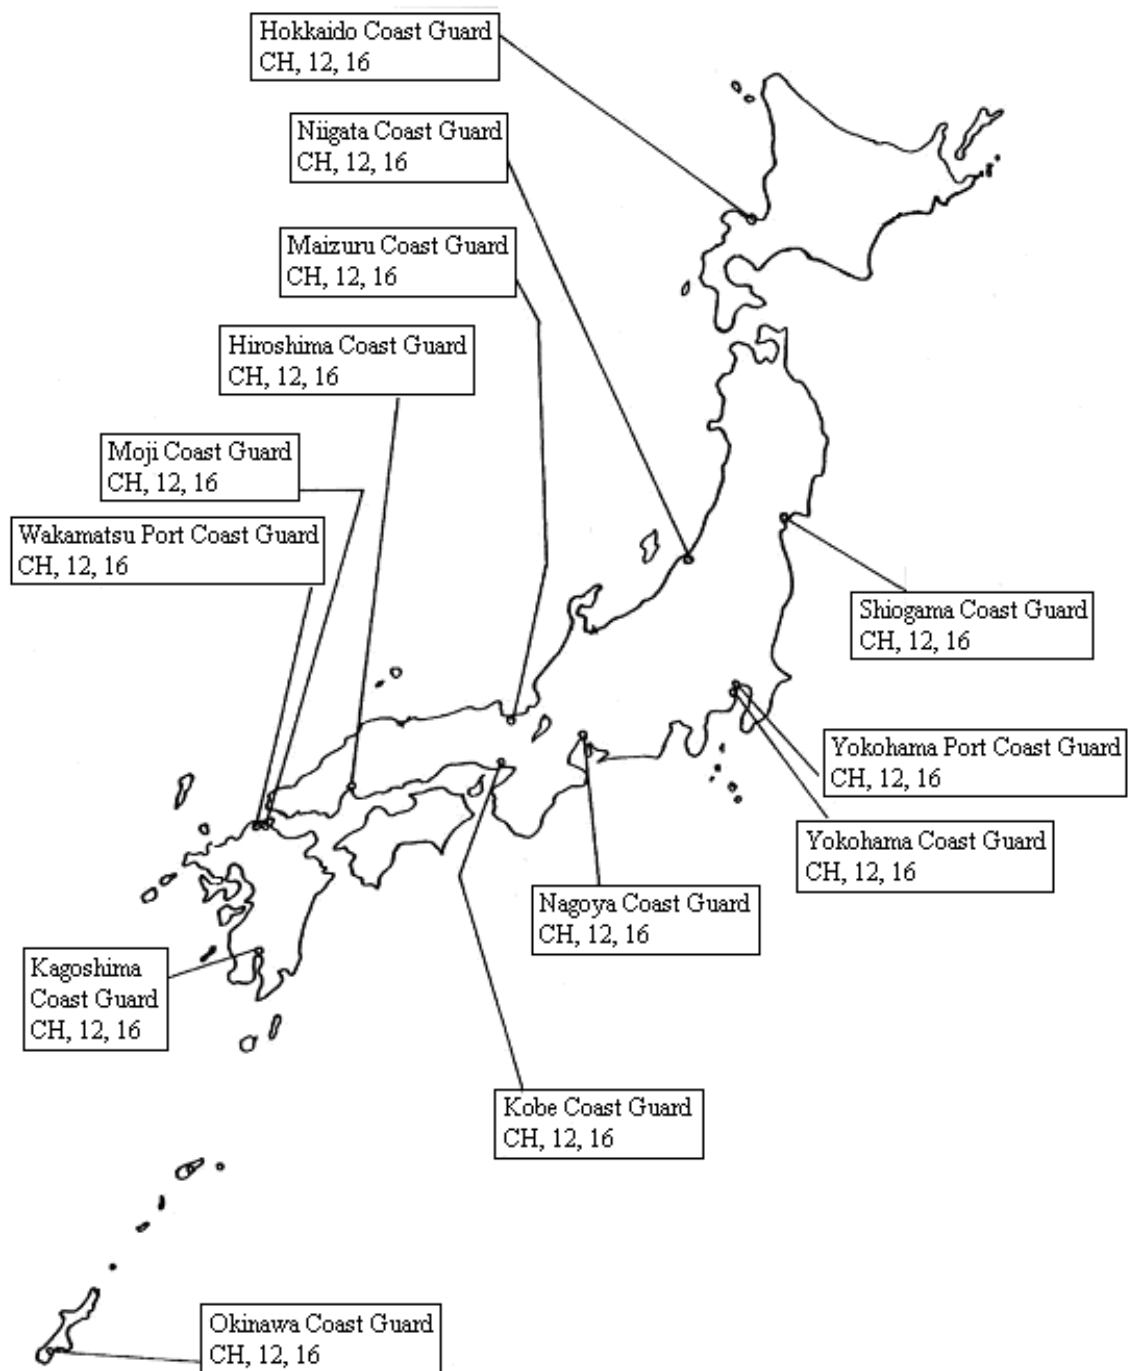 Hokkaido Coast Guard
CH, 12, 16
Niigata Coast Guard
CH, 12, 16
Maizuru Coast Guard
CH, 12, 16
Hiroshima Coast Guard
CH, 12, 16
Moji Coast Guard
CH, 12, 16
Wakamatsu Port Coast Guard
CH, 12, 16
Shiogama Coast Guard
CH, 12, 16
Yokohama Port Coast Guard
CH, 12, 16
Yokohama Coast Guard
CH, 12, 16
Nagoya Coast Guard
CH, 12, 16
Kagoshima
Coast Guard
CH, 12, 16
Kobe Coast Guard
CH, 12, 16
Okinawa Coast Guard
CH, 12, 16